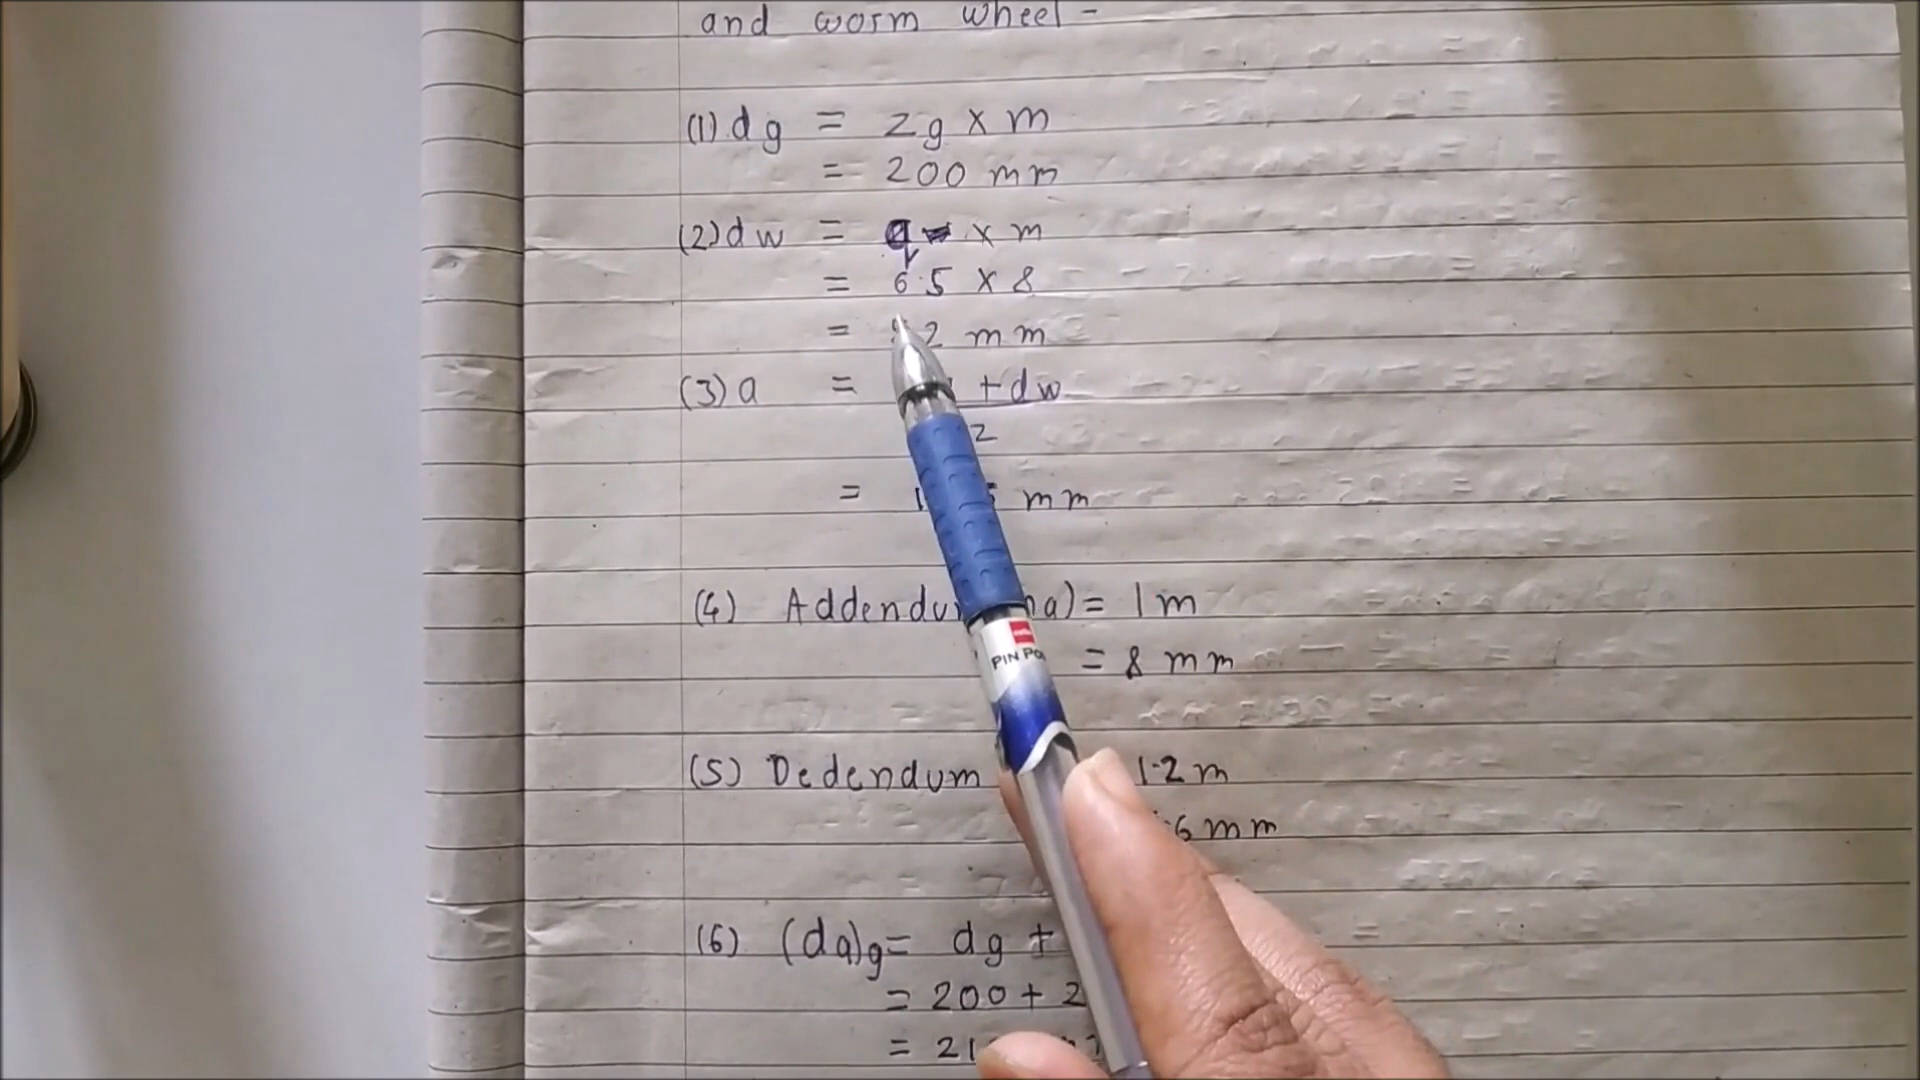 and worm wheel -
(1) dg = zg x m
= 200 mm
(2) dw = q x m
= 6.5 x 8
= 2 mm
(3) a = + dw
2
= mm
(4) Addendu a) = 1m
= 8 mm
(5) Dedendum 1.2 m
.6 mm
(6) (da)g = dg +
= 200 + 2
= 21
PIN PO